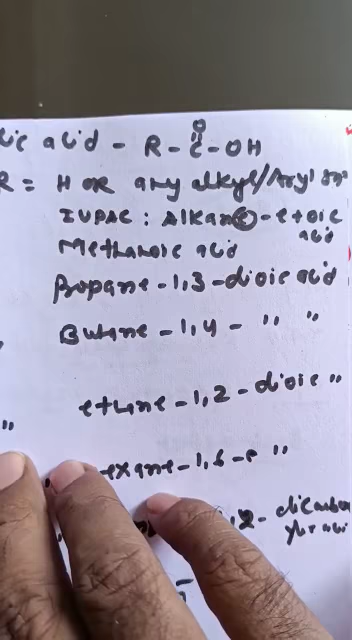 acid - R - C - OH
O
R = H or any alkyl/Aryl
IUPAC : Alkane - e + oic
acid
Methanoic acid
Propane - 1,3 - dioic acid
Butane - 1,4 - " "
ethane - 1,2 - dioic "
exane - 1,6 - "
,2 -